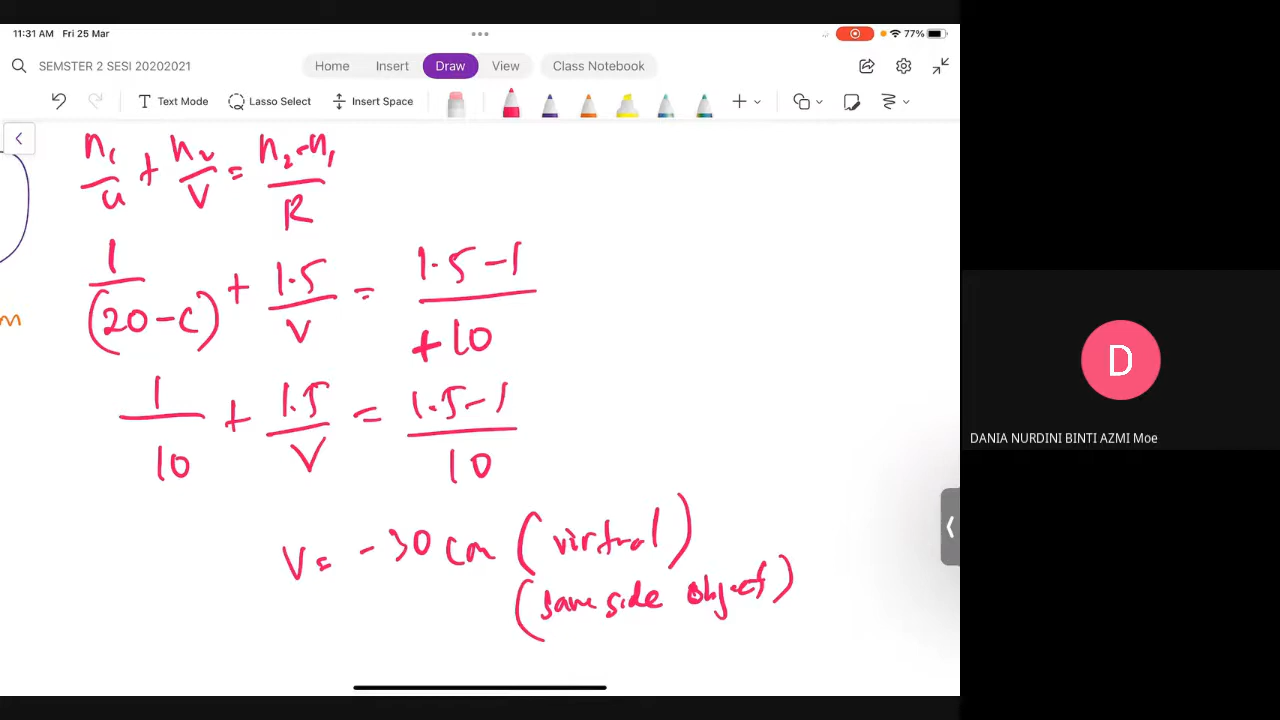 11:31 AM Fri 25 Mar
77%
SEMSTER 2 SESI 20202021
Home Insert Draw View Class Notebook
Text Mode Lasso Select Insert Space
n₁/u + n₂/V = n₂-n₁/R
1/(20-C) + 1.5/V = 1.5-1/+10
m
1/10 + 1.5/V = 1.5-1/10
V = -30 cm (virtual)
(same side object)
D
DANIA NURDINI BINTI AZMI Moe